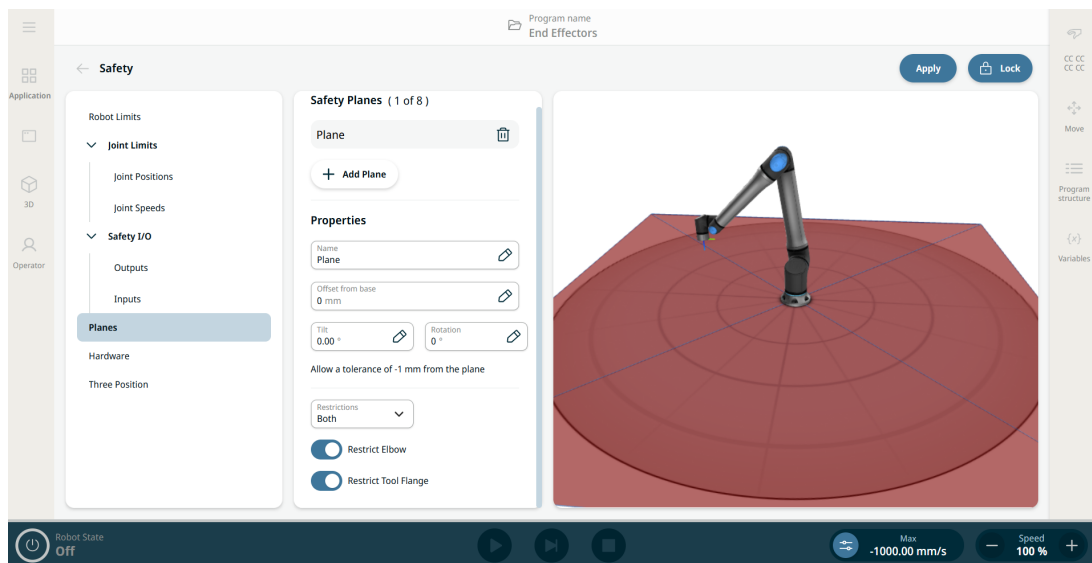 Program name
End Effectors
Safety
Apply
Lock
Application
3D
Operator
Robot Limits
Joint Limits
Joint Positions
Joint Speeds
Safety I/O
Outputs
Inputs
Planes
Hardware
Three Position
Safety Planes ( 1 of 8 )
Plane
Add Plane
Properties
Name
Plane
Offset from base
0 mm
Tilt
0.00 °
Rotation
0 °
Allow a tolerance of -1 mm from the plane
Restrictions
Both
Restrict Elbow
Restrict Tool Flange
CC CC
CC CC
Move
Program
structure
{x}
Variables
Robot State
Off
Max
-1000.00 mm/s
Speed
100 %